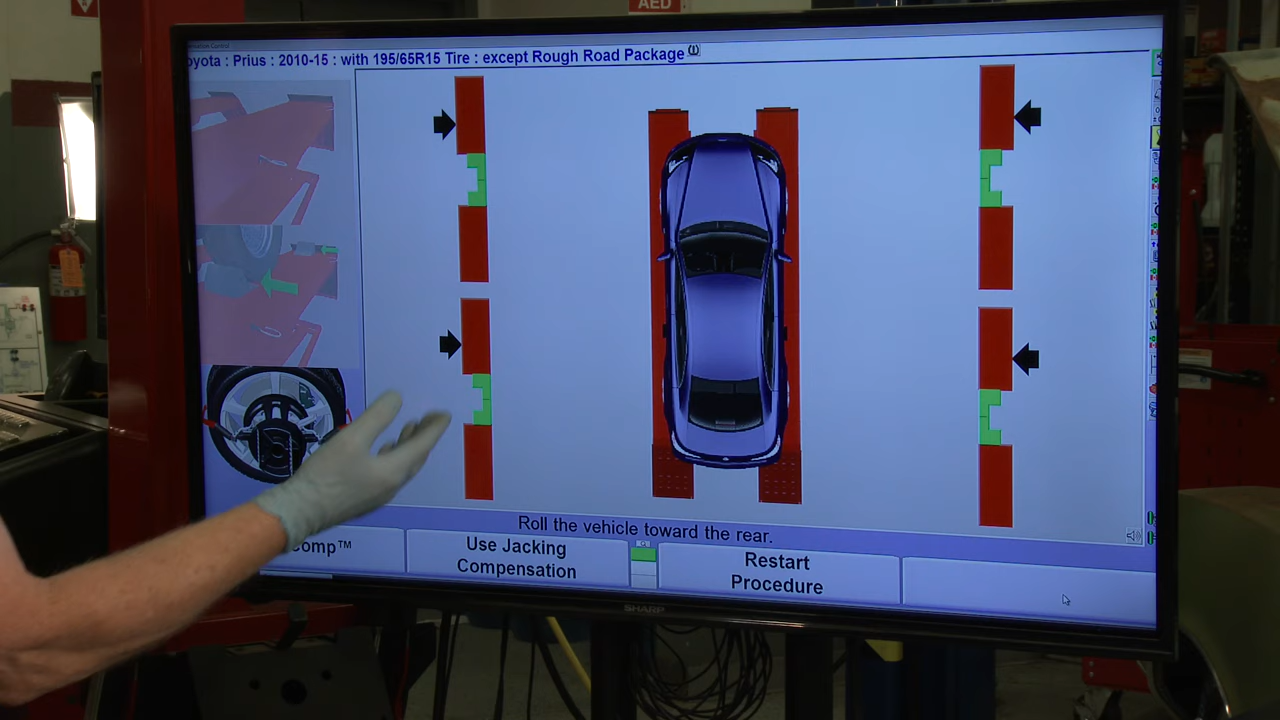 AED
oyota : Prius : 2010-15 : with 195/65R15 Tire : except Rough Road Package
Roll the vehicle toward the rear.
omp™
Use Jacking
Compensation
Restart
Procedure
SHARP